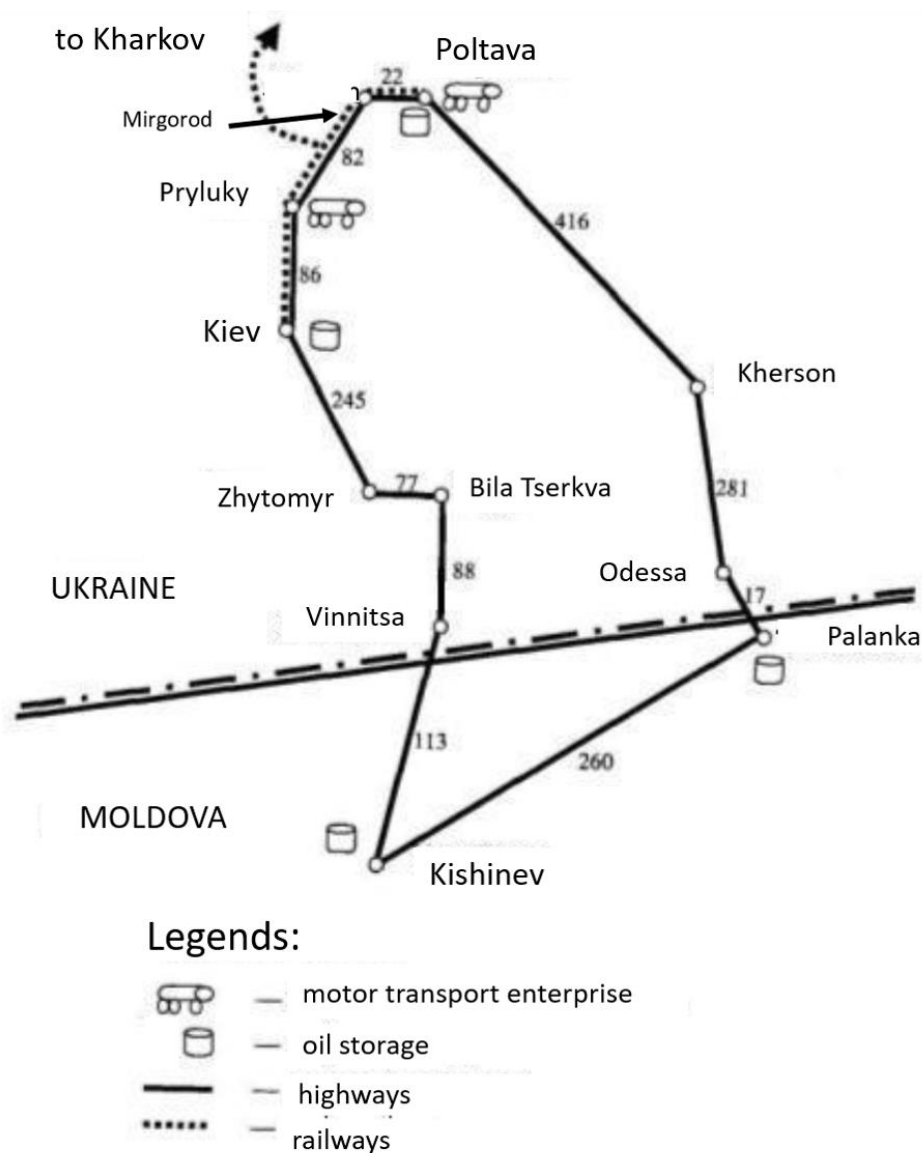 to Kharkov
Poltava
22
Mirgorod
82
Pryluky
416
86
Kiev
Kherson
245
77
Zhytomyr
Bila Tserkva
281
88
Odessa
UKRAINE
17
Vinnitsa
Palanka
113
260
MOLDOVA
Kishinev
Legends:
— motor transport enterprise
— oil storage
— highways
— railways